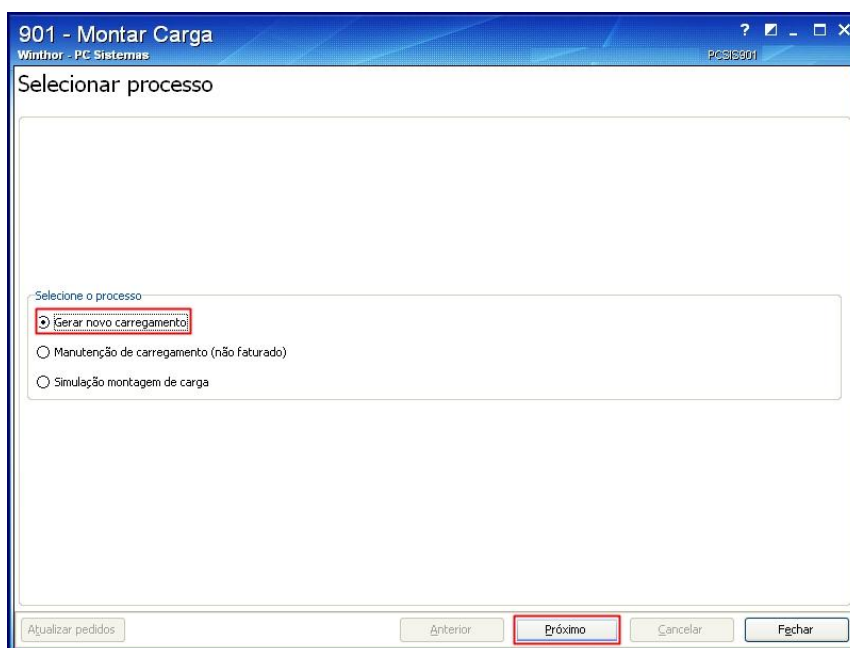 901 - Montar Carga
Winthor - PC Sistemas
PCSIS901
Selecionar processo
Selecione o processo
Gerar novo carregamento
Manutenção de carregamento (não faturado)
Simulação montagem de carga
Atualizar pedidos
Anterior
Próximo
Cancelar
Fechar